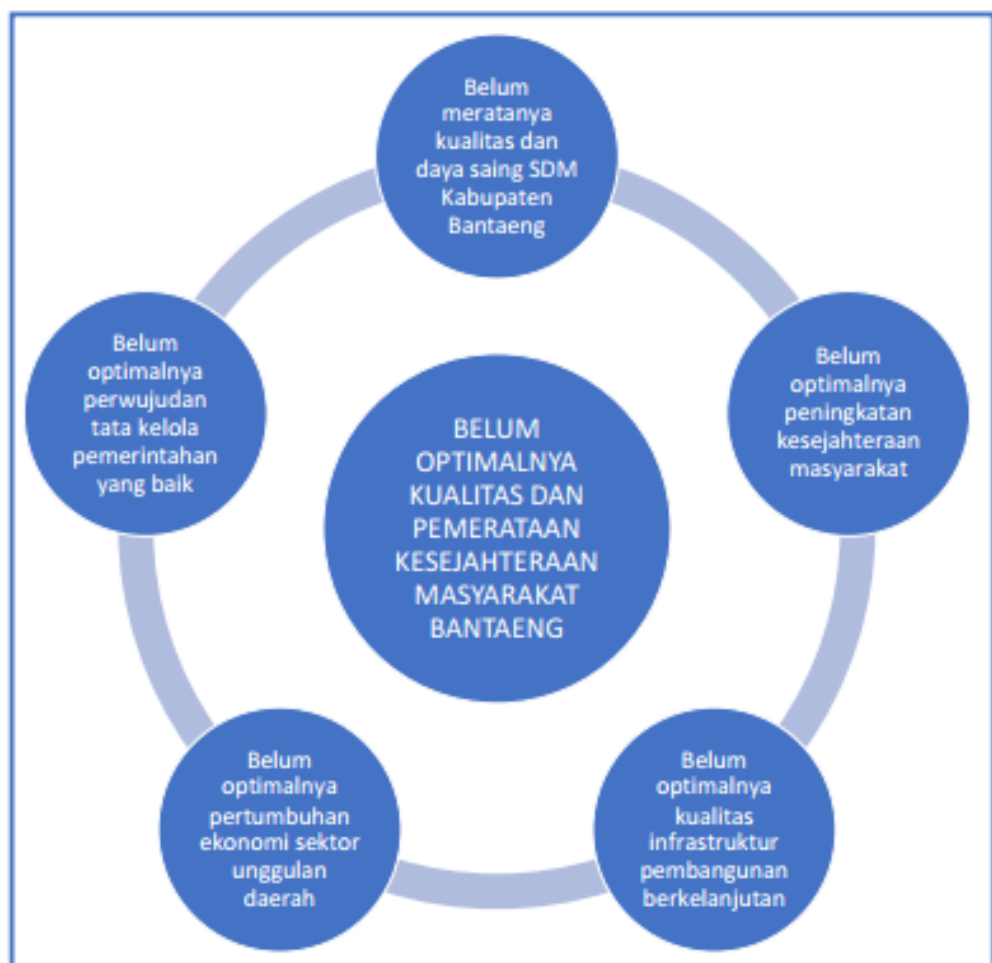 Belum
meratanya
kualitas dan
daya saing SDM
Kabupaten
Bantaeng
Belum
optimalnya
peningkatan
kesejahteraan
masyarakat
Belum
optimalnya
kualitas
infrastruktur
pembangunan
berkelanjutan
Belum
optimalnya
pertumbuhan
ekonomi sektor
unggulan
daerah
Belum
optimalnya
perwujudan
tata kelola
pemerintahan
yang baik
BELUM
OPTIMALNYA
KUALITAS DAN
PEMERATAAN
KESEJAHTERAAN
MASYARAKAT
BANTAENG